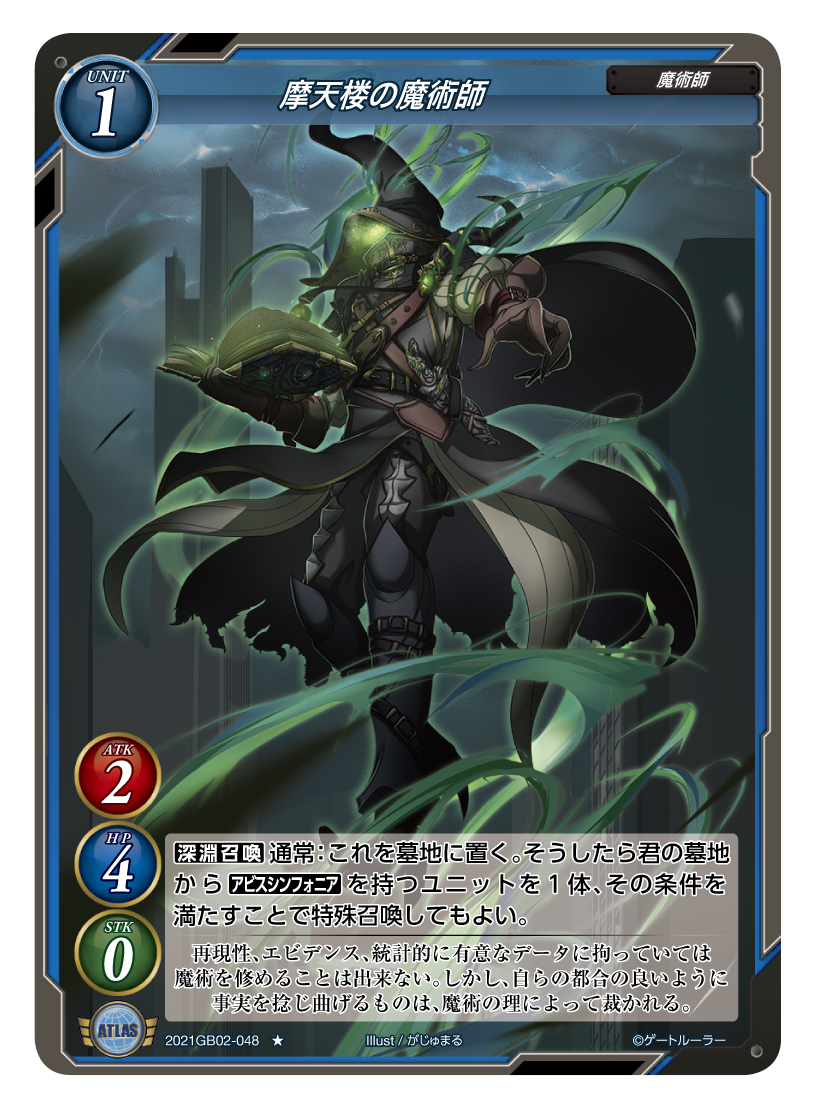 UNIT
1
摩天楼の魔術師
魔術師
ATK
2
HP
4
STK
0
深淵召喚 通常：これを墓地に置く。そうしたら君の墓地
から アビスシンフォニア を持つユニットを1体、その条件を
満たすことで特殊召喚してもよい。
再現性、エビデンス、統計的に有意なデータに拘っていては
魔術を修めることは出来ない。しかし、自らの都合の良いように
事実を捻じ曲げるものは、魔術の理によって裁かれる。
ATLAS
2021GB02-048 ★ Illust / がじゅまる ©ゲートルーラー